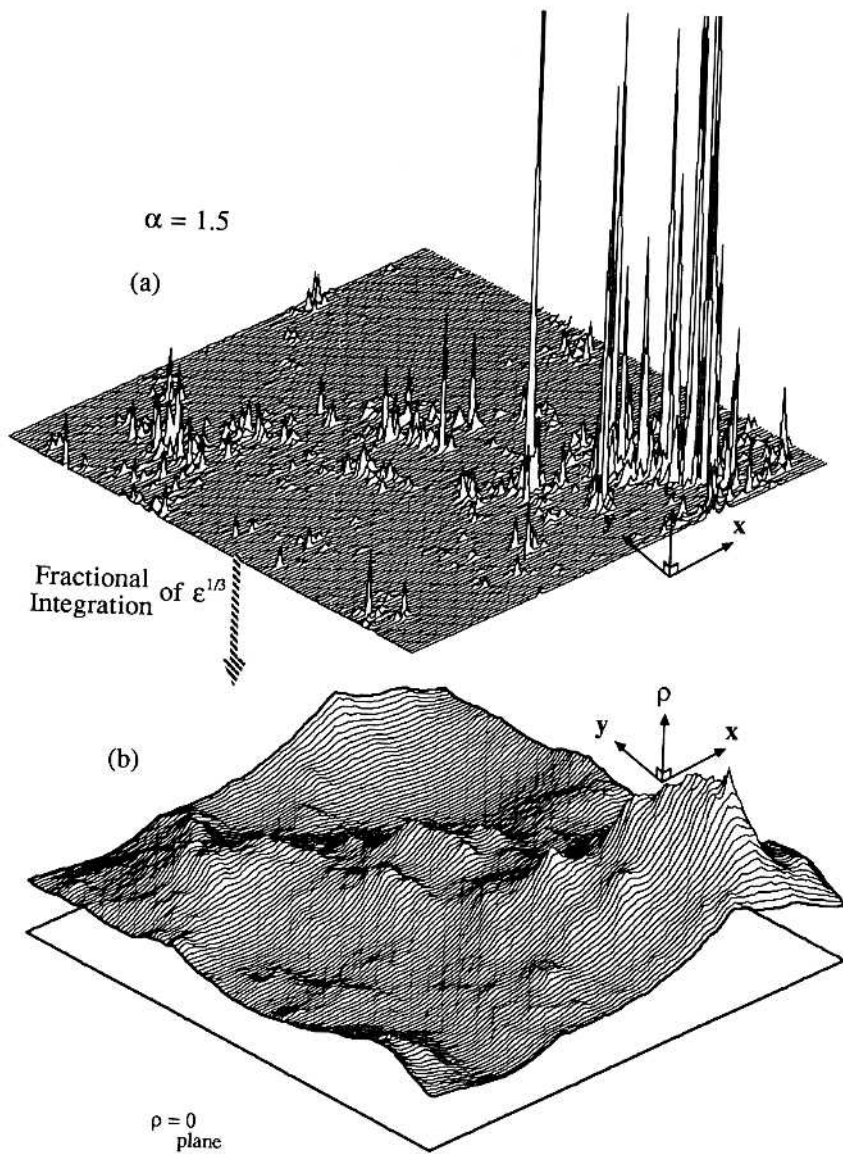 α = 1.5
(a)
y
x
Fractional
Integration of ε^{1/3}
ρ
y
x
(b)
ρ = 0
plane